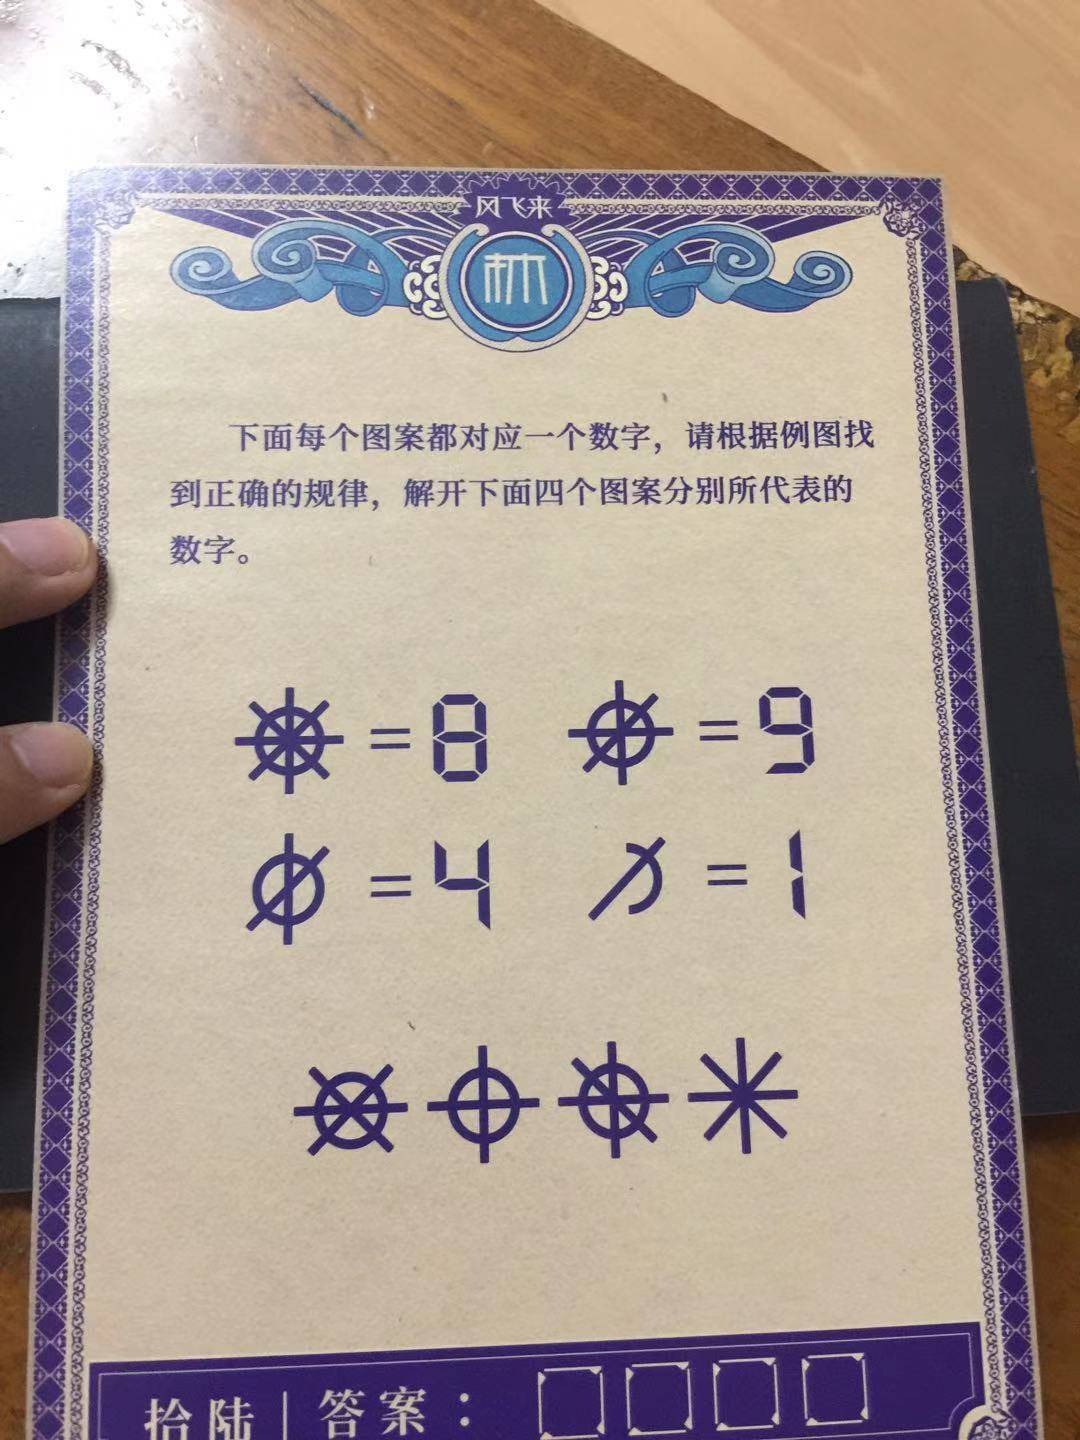 风飞来
下面每个图案都对应一个数字，请根据例图找
到正确的规律，解开下面四个图案分别所代表的
数字。
= 8
= 9
= 4
= 1
拾陆 | 答案：